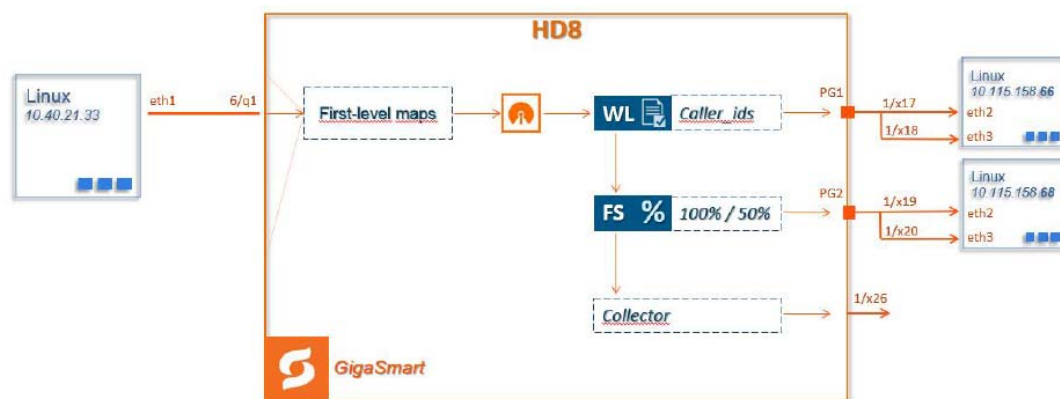 HD8
Linux
10.40.21.33
eth1
6/q1
First-level maps
WL
Caller_ids
PG1
1/x17
1/x18
Linux
10.115.158.66
eth2
eth3
FS %
100% / 50%
PG2
1/x19
1/x20
Linux
10.115.158.68
eth2
eth3
Collector
1/x26
GigaSmart